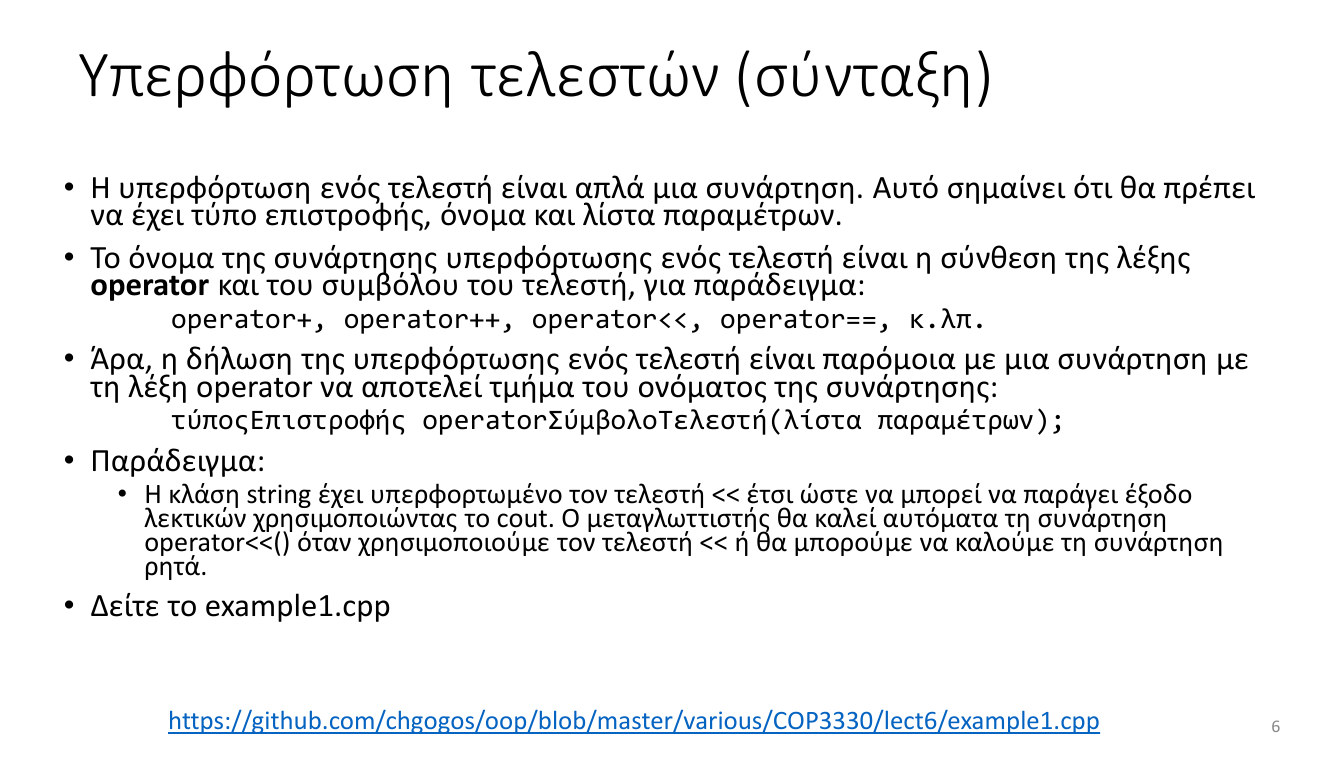 Υπερφόρτωση τελεστών (σύνταξη)
• Η υπερφόρτωση ενός τελεστή είναι απλά μια συνάρτηση. Αυτό σημαίνει ότι θα πρέπει
να έχει τύπο επιστροφής, όνομα και λίστα παραμέτρων.
• Το όνομα της συνάρτησης υπερφόρτωσης ενός τελεστή είναι η σύνθεση της λέξης
operator και του συμβόλου του τελεστή, για παράδειγμα:
operator+, operator++, operator<<, operator==, κ.λπ.
• Άρα, η δήλωση της υπερφόρτωσης ενός τελεστή είναι παρόμοια με μια συνάρτηση με
τη λέξη operator να αποτελεί τμήμα του ονόματος της συνάρτησης:
τύποςΕπιστροφής operatorΣύμβολοΤελεστή(λίστα παραμέτρων);
• Παράδειγμα:
• Η κλάση string έχει υπερφορτωμένο τον τελεστή << έτσι ώστε να μπορεί να παράγει έξοδο
λεκτικών χρησιμοποιώντας το cout. Ο μεταγλωττιστής θα καλεί αυτόματα τη συνάρτηση
operator<<() όταν χρησιμοποιούμε τον τελεστή << ή θα μπορούμε να καλούμε τη συνάρτηση
ρητά.
• Δείτε το example1.cpp
https://github.com/chgogos/oop/blob/master/various/COP3330/lect6/example1.cpp
6